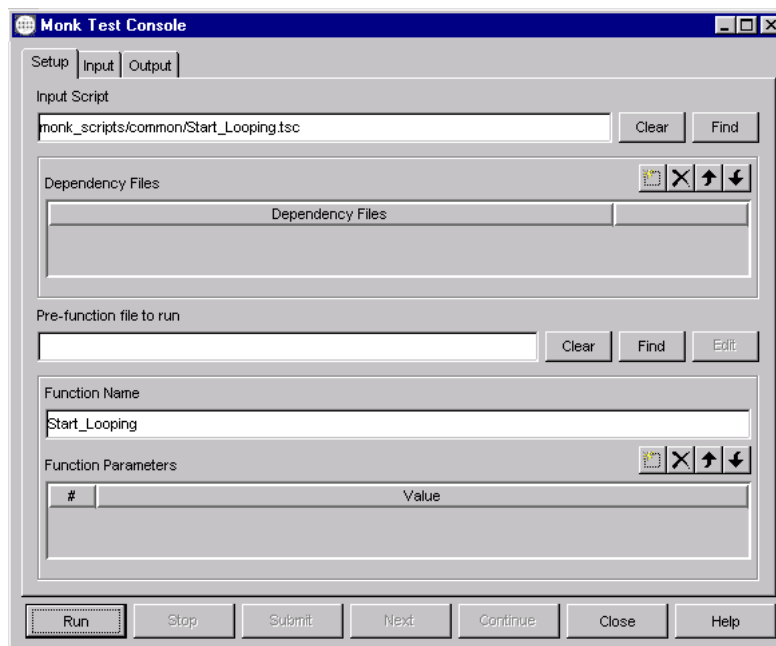 Monk Test Console
Setup Input Output
Input Script
monk_scripts/common/Start_Looping.tsc Clear Find
Dependency Files
Dependency Files
Pre-function file to run
Clear Find Edit
Function Name
Start_Looping
Function Parameters
# Value
Run Stop Submit Next Continue Close Help